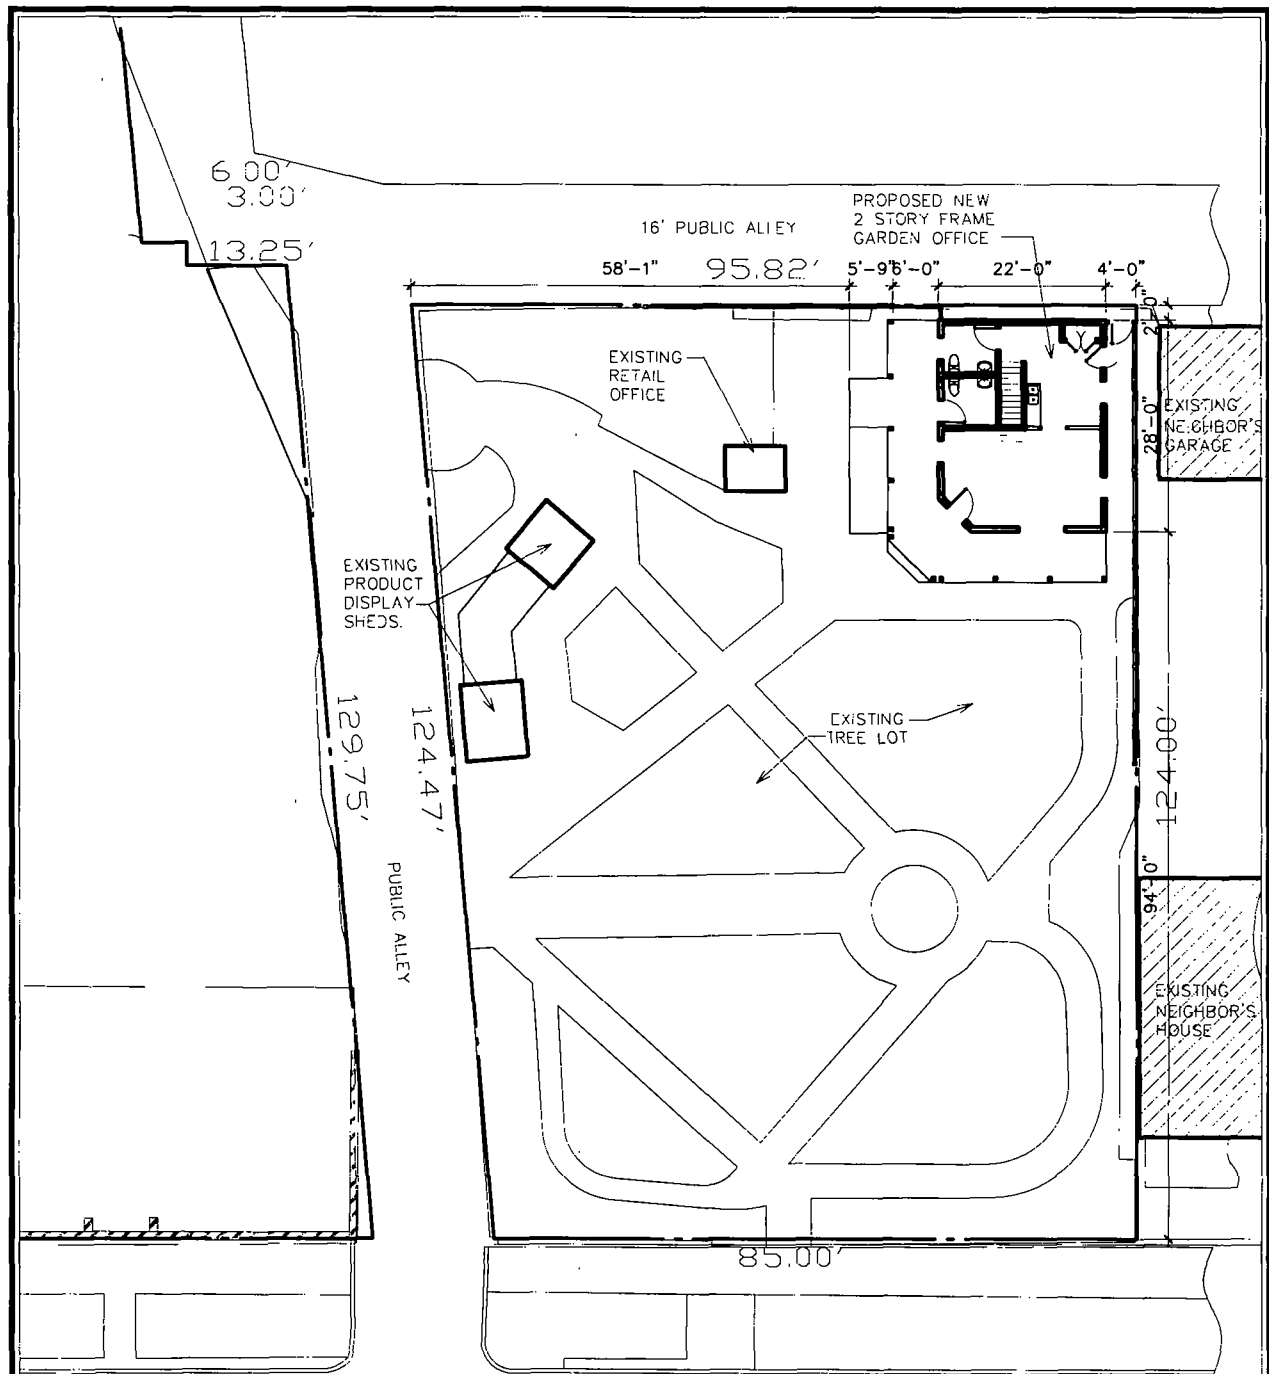 6.00'
3.00'
13.25'
16' PUBLIC ALLEY
PROPOSED NEW
2 STORY FRAME
GARDEN OFFICE
58'-1"
95.82'
5'-9"
6'-0"
22'-0"
4'-0"
EXISTING
RETAIL
OFFICE
28'-0"
EXISTING
NEIGHBOR'S
GARAGE
EXISTING
PRODUCT
DISPLAY
SHEDS.
129.75'
124.47'
EXISTING
TREE LOT
124.00'
PUBLIC ALLEY
94'-0"
EXISTING
NEIGHBOR'S
HOUSE
85.00'